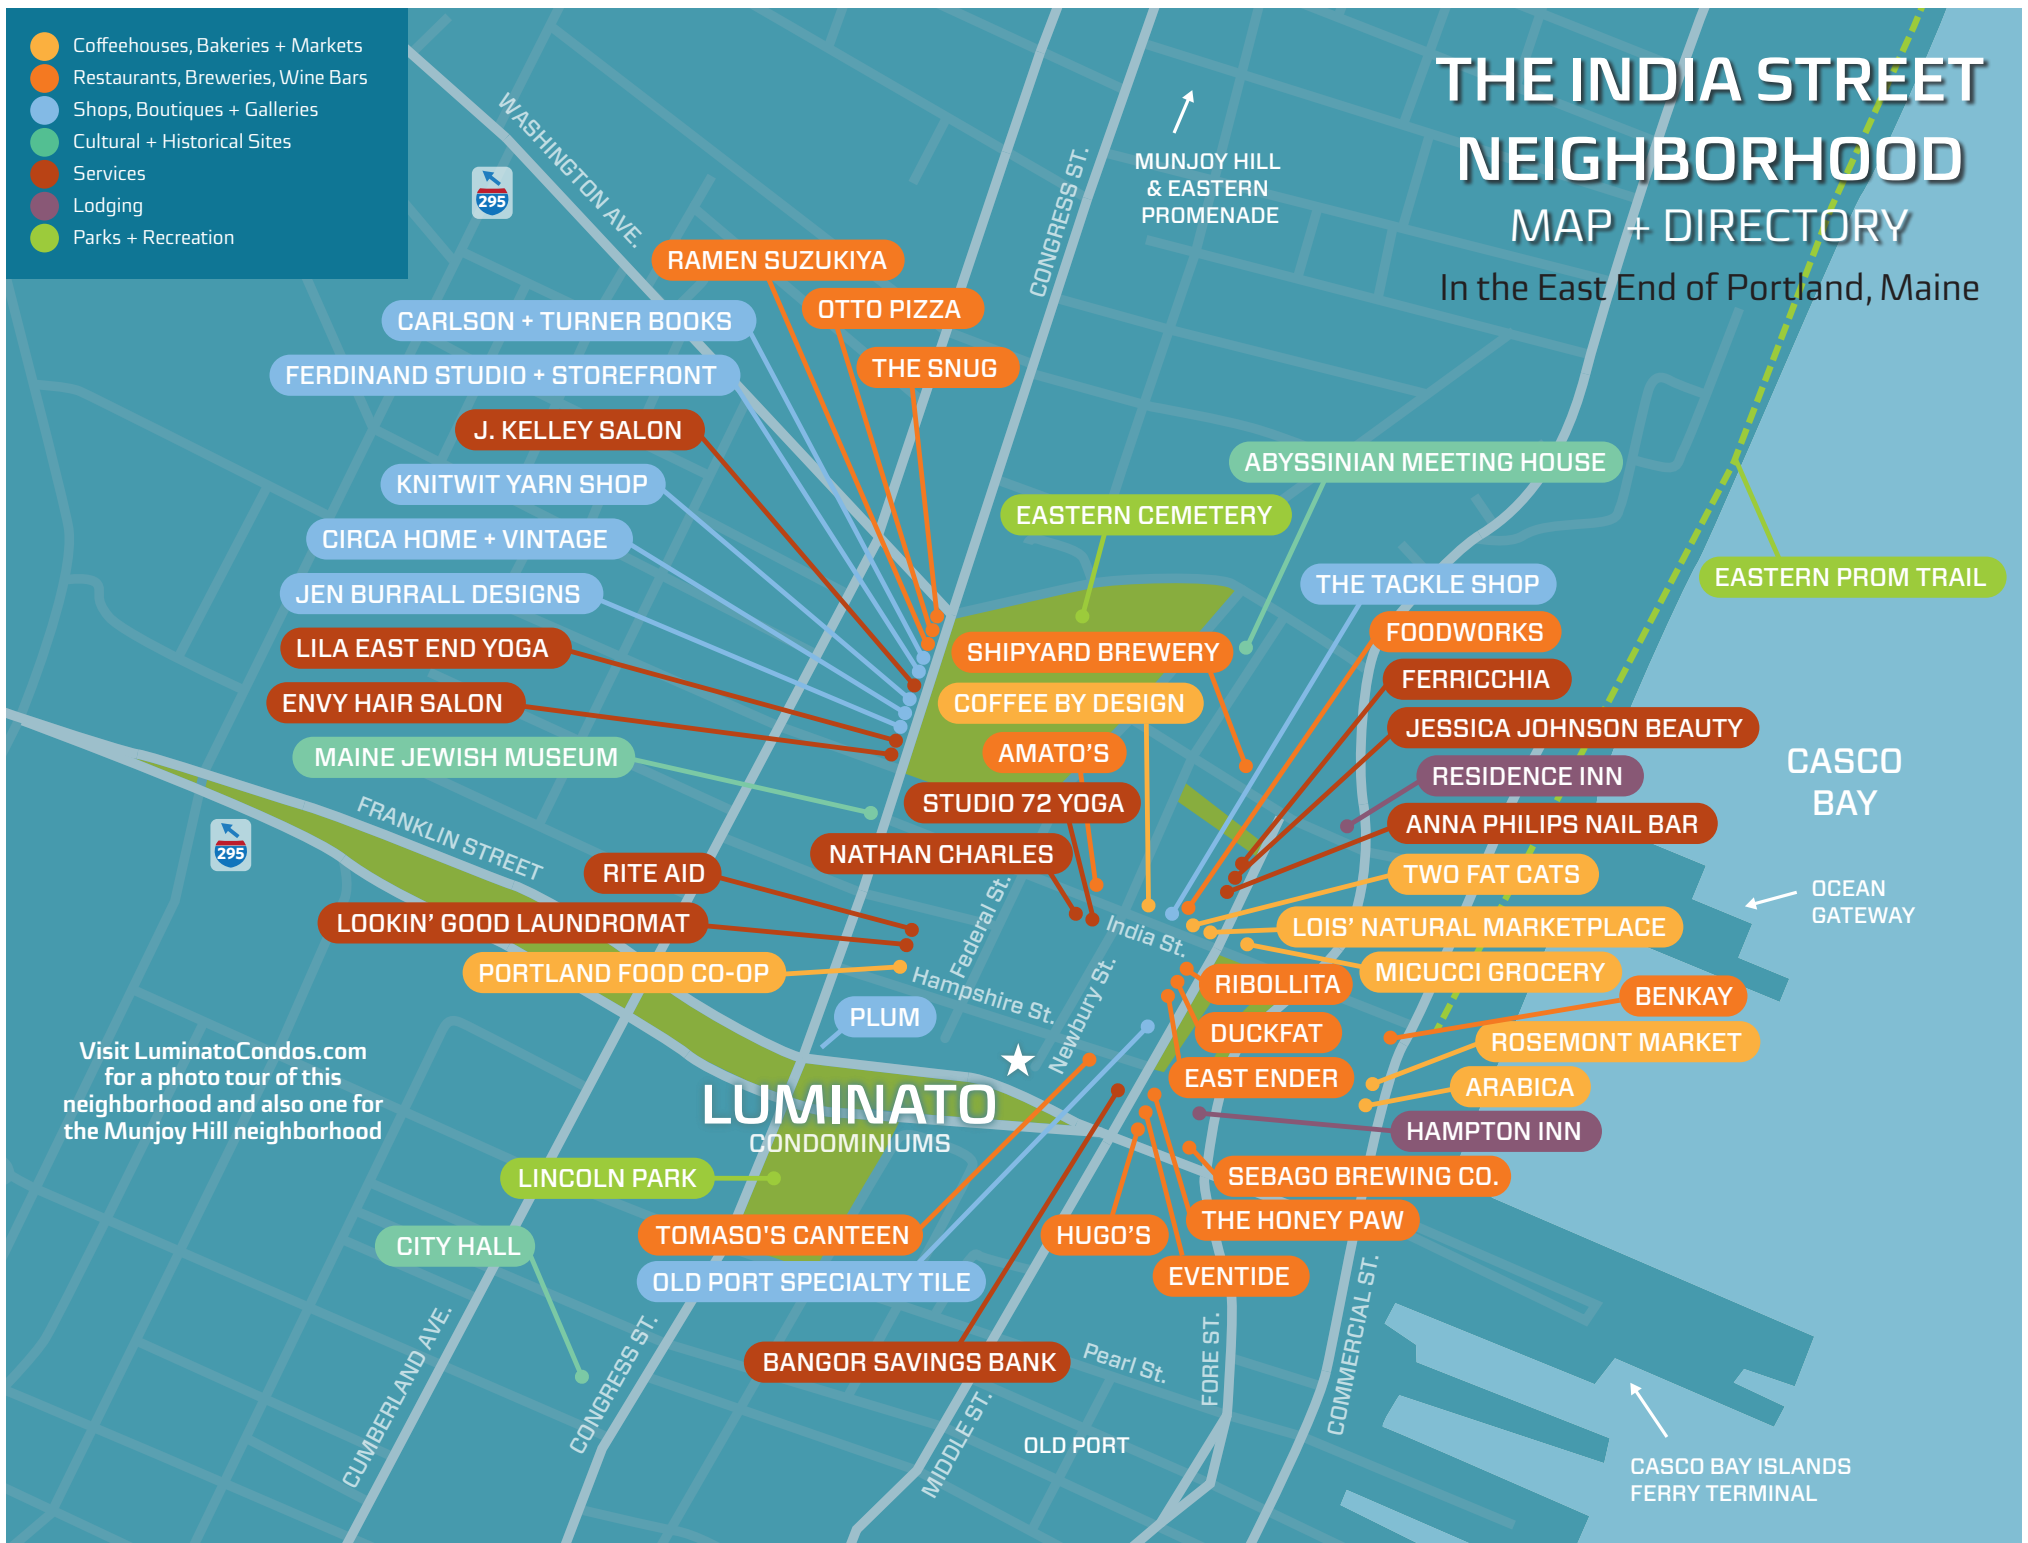 Coffeehouses, Bakeries + Markets
Restaurants, Breweries, Wine Bars
Shops, Boutiques + Galleries
Cultural + Historical Sites
Services
Lodging
Parks + Recreation
THE INDIA STREET
NEIGHBORHOOD
MAP + DIRECTORY
In the East End of Portland, Maine
WASHINGTON AVE.
295
CONGRESS ST.
MUNJOY HILL
& EASTERN
PROMENADE
RAMEN SUZUKIYA
OTTO PIZZA
CARLSON + TURNER BOOKS
THE SNUG
FERDINAND STUDIO + STOREFRONT
J. KELLEY SALON
KNITWIT YARN SHOP
CIRCA HOME + VINTAGE
JEN BURRALL DESIGNS
LILA EAST END YOGA
ENVY HAIR SALON
MAINE JEWISH MUSEUM
ABYSSINIAN MEETING HOUSE
EASTERN CEMETERY
EASTERN PROM TRAIL
THE TACKLE SHOP
FOODWORKS
SHIPYARD BREWERY
FERRICCHIA
COFFEE BY DESIGN
JESSICA JOHNSON BEAUTY
AMATO'S
RESIDENCE INN
CASCO
BAY
STUDIO 72 YOGA
ANNA PHILIPS NAIL BAR
NATHAN CHARLES
FRANKLIN STREET
295
RITE AID
TWO FAT CATS
OCEAN
GATEWAY
LOOKIN' GOOD LAUNDROMAT
LOIS' NATURAL MARKETPLACE
PORTLAND FOOD CO-OP
MICUCCI GROCERY
Federal St.
India St.
Hampshire St.
Newbury St.
RIBOLLITA
BENKAY
PLUM
DUCKFAT
ROSEMONT MARKET
EAST ENDER
ARABICA
Visit LuminatoCondos.com
for a photo tour of this
neighborhood and also one for
the Munjoy Hill neighborhood
LUMINATO
CONDOMINIUMS
HAMPTON INN
LINCOLN PARK
SEBAGO BREWING CO.
THE HONEY PAW
TOMASO'S CANTEEN
HUGO'S
CITY HALL
OLD PORT SPECIALTY TILE
EVENTIDE
BANGOR SAVINGS BANK
Pearl St.
CUMBERLAND AVE.
CONGRESS ST.
MIDDLE ST.
FORE ST.
COMMERCIAL ST.
OLD PORT
CASCO BAY ISLANDS
FERRY TERMINAL